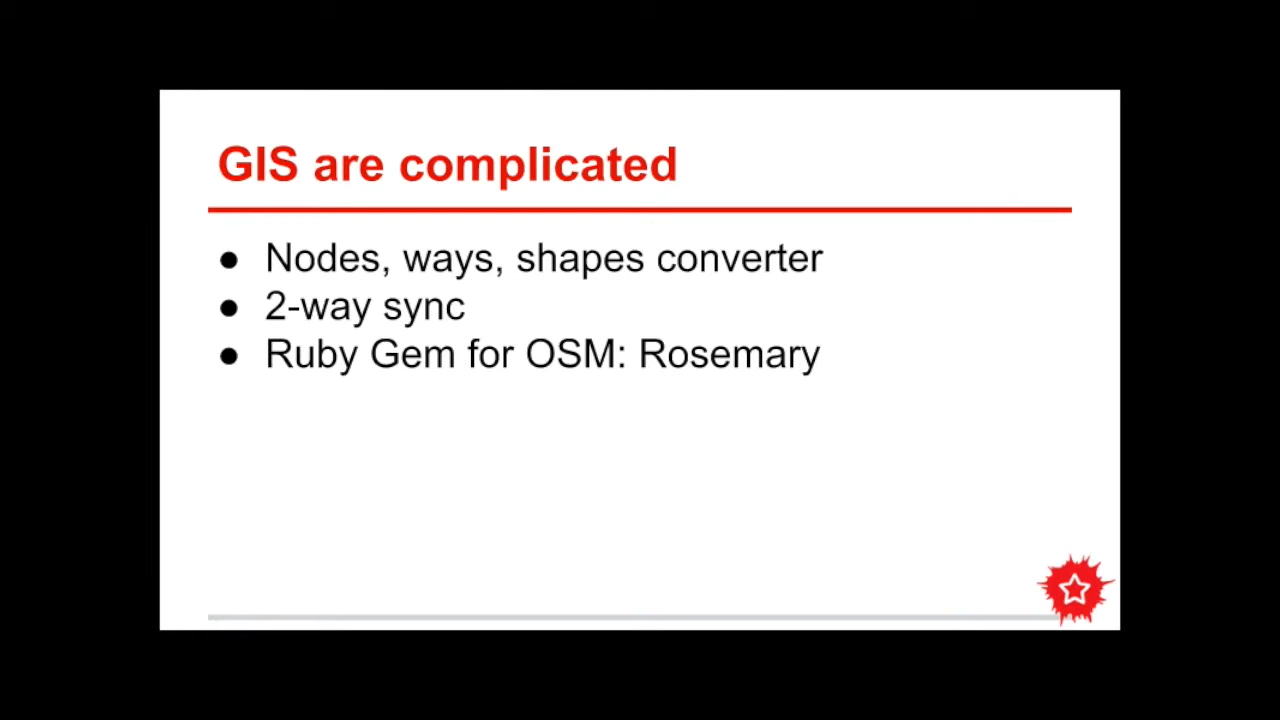 GIS are complicated
● Nodes, ways, shapes converter
● 2-way sync
● Ruby Gem for OSM: Rosemary